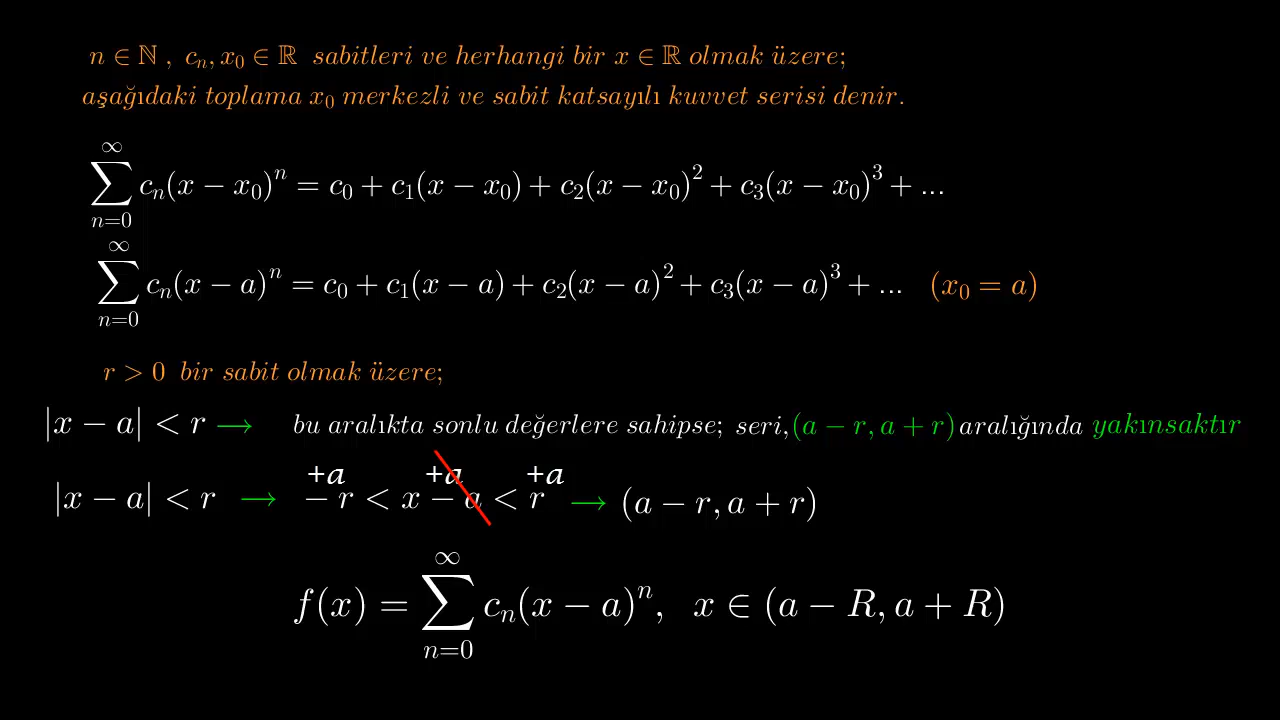 n ∈ ℕ , cₙ, x₀ ∈ ℝ sabitleri ve herhangi bir x ∈ ℝ olmak üzere;
aşağıdaki toplama x₀ merkezli ve sabit katsayılı kuvvet serisi denir.
∑_{n=0}^{∞} cₙ(x − x₀)ⁿ = c₀ + c₁(x − x₀) + c₂(x − x₀)² + c₃(x − x₀)³ + ...
∑_{n=0}^{∞} cₙ(x − a)ⁿ = c₀ + c₁(x − a) + c₂(x − a)² + c₃(x − a)³ + ... (x₀ = a)
r > 0 bir sabit olmak üzere;
|x − a| < r → bu aralıkta sonlu değerlere sahipse; seri,(a − r, a + r) aralığında yakınsaktır
+a +a +a
|x − a| < r → − r < x − a < r → (a − r, a + r)
f(x) = ∑_{n=0}^{∞} cₙ(x − a)ⁿ, x ∈ (a − R, a + R)